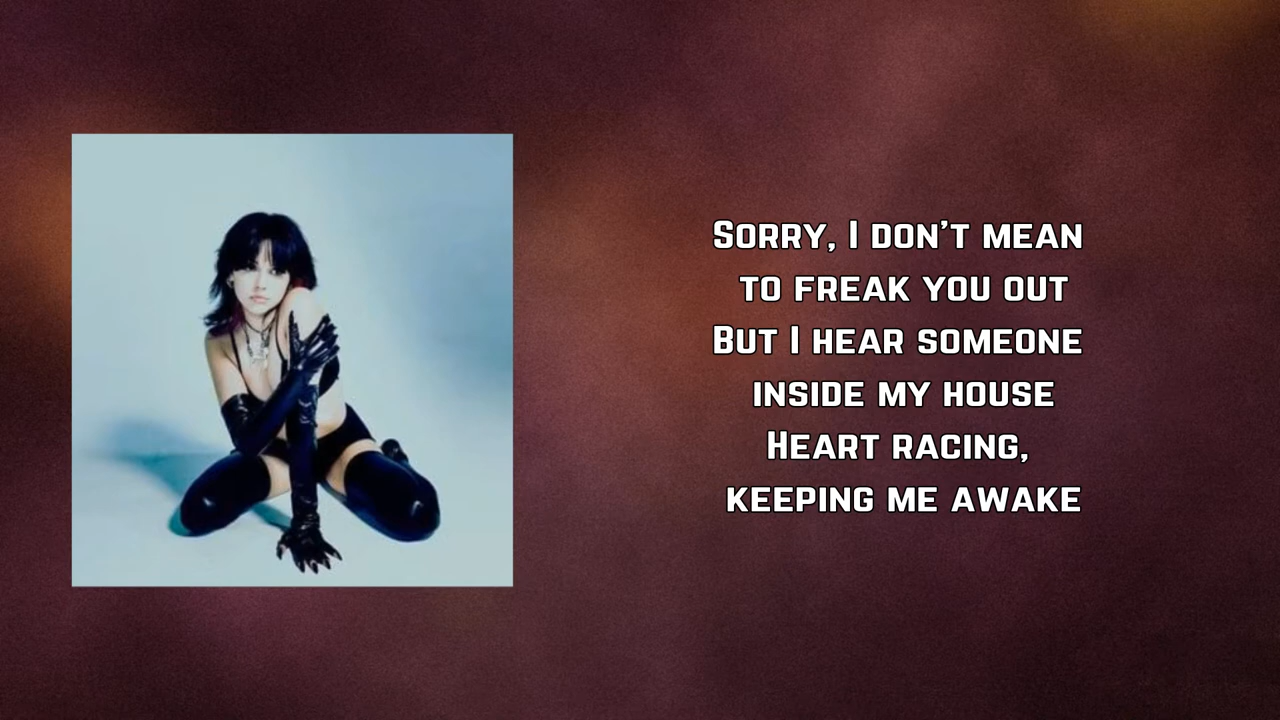 Sorry, I don't mean
to freak you out
But I hear someone
inside my house
Heart racing,
keeping me awake